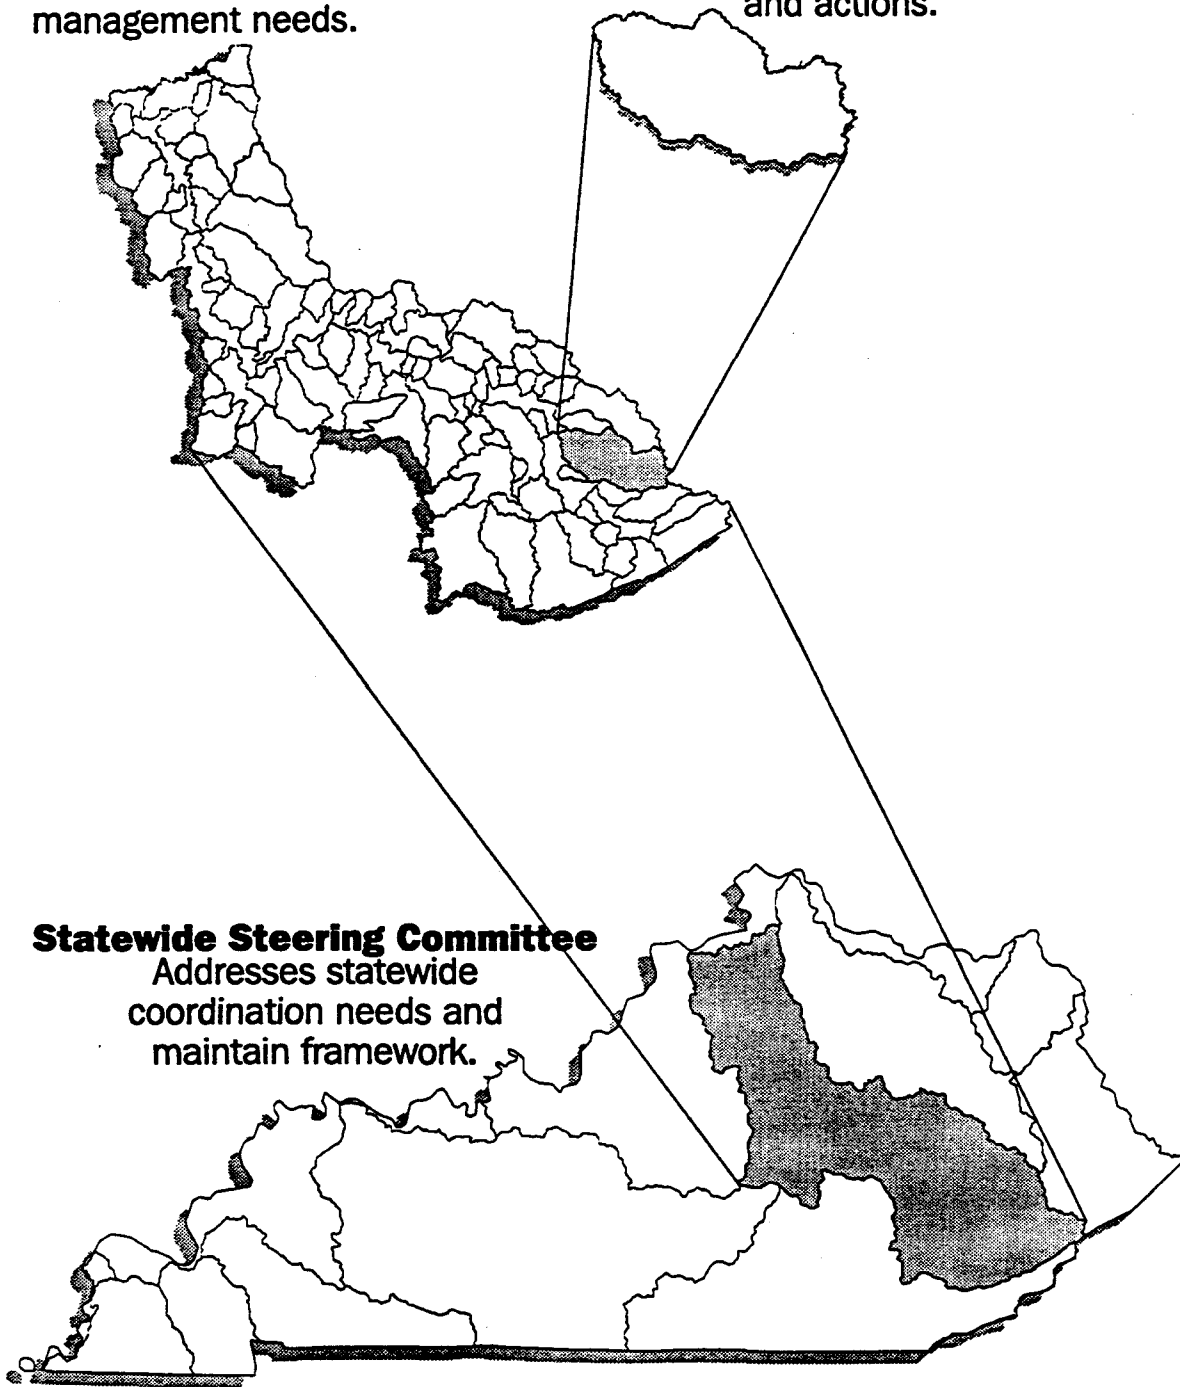 management needs.
and actions.
Statewide Steering Committee
Addresses statewide
coordination needs and
maintain framework.